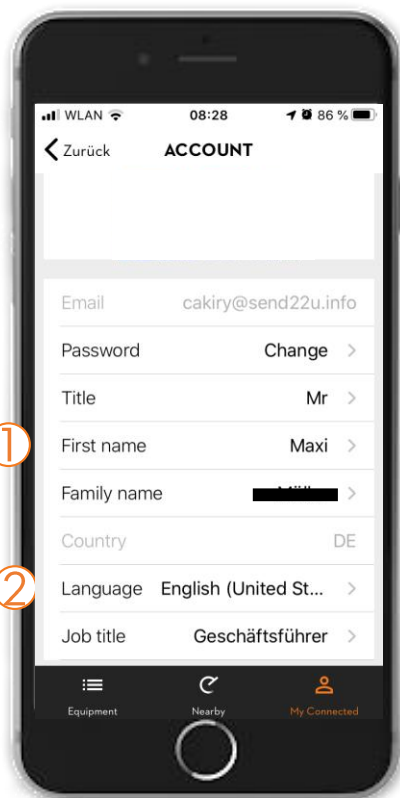 WLAN 08:28 86 %
Zurück ACCOUNT
Email cakiry@send22u.info
Password Change
Title Mr
1 First name Maxi
Family name
Country DE
2 Language English (United St...
Job title Geschäftsführer
Equipment Nearby My Connected